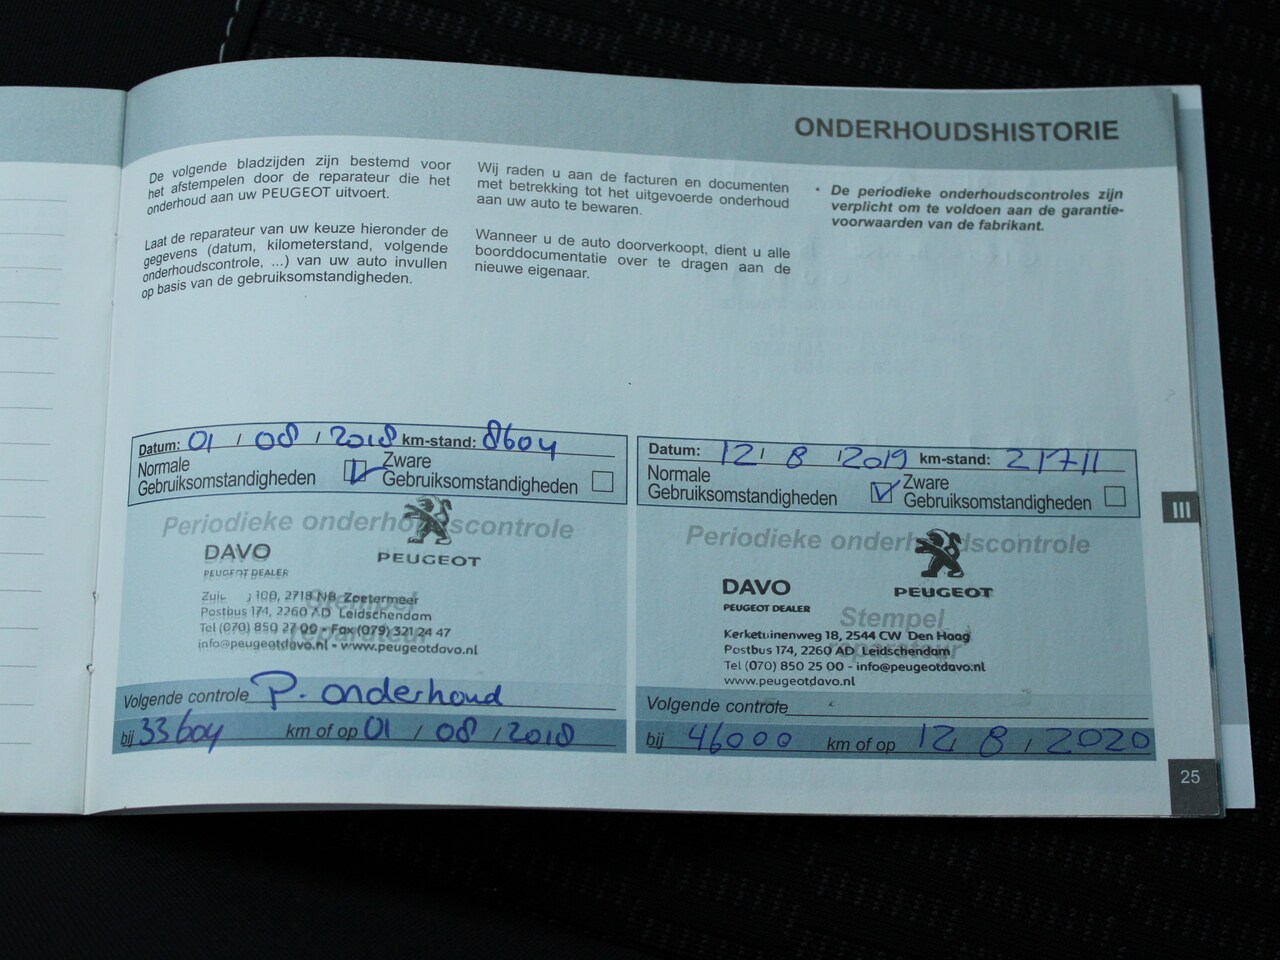 ONDERHOUDSHISTORIE
De volgende bladzijden zijn bestemd voor
het afstempelen door de reparateur die het
onderhoud aan uw PEUGEOT uitvoert.
Laat de reparateur van uw keuze hieronder de
gegevens (datum, kilometerstand, volgende
onderhoudscontrole, ...) van uw auto invullen
op basis van de gebruiksomstandigheden.
Wij raden u aan de facturen en documenten
met betrekking tot het uitgevoerde onderhoud
aan uw auto te bewaren.
Wanneer u de auto doorverkoopt, dient u alle
boorddocumentatie over te dragen aan de
nieuwe eigenaar.
• De periodieke onderhoudscontroles zijn
verplicht om te voldoen aan de garantie-
voorwaarden van de fabrikant.
Datum: 01 / 08 / 2018 km-stand: 8604
Normale
Gebruiksomstandigheden
Zware
Gebruiksomstandigheden
Periodieke onderhoudscontrole
PEUGEOT
DAVO
PEUGEOT DEALER
Stempel
reparateur
100, 2718 NB Zoetermeer
Postbus 174, 2260 AD Leidschendam
Tel (070) 850 27 00 - Fax (079) 321 24 47
info@peugeotdavo.nl - www.peugeotdavo.nl
Volgende controle P. onderhoud
bij 33604 km of op 01 / 08 / 2018
Datum: 12 / 8 / 2019 km-stand: 21711
Normale
Gebruiksomstandigheden
Zware
Gebruiksomstandigheden
Periodieke onderhoudscontrole
PEUGEOT
DAVO
PEUGEOT DEALER
Stempel
Kerketuinenweg 18, 2544 CW Den Haag
Postbus 174, 2260 AD Leidschendam
Tel (070) 850 25 00 - info@peugeotdavo.nl
www.peugeotdavo.nl
Volgende controle
bij 46000 km of op 12 / 8 / 2020
III
25